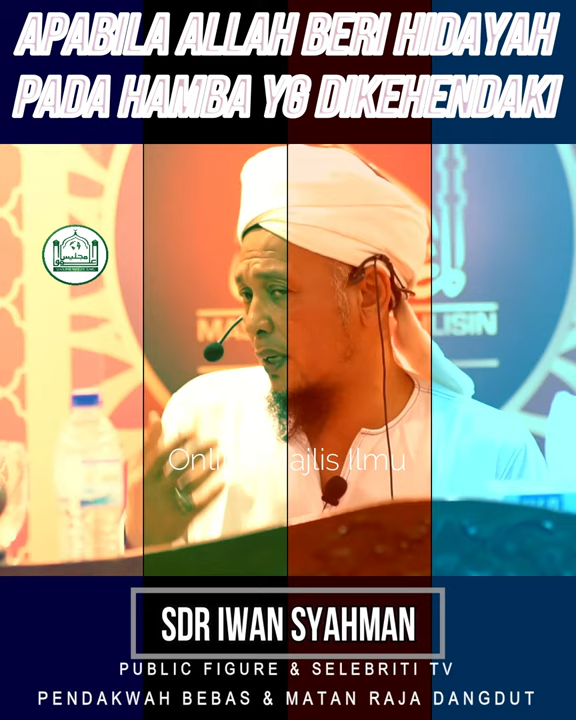 APABILA ALLAH BERI HIDAYAH
PADA HAMBA YG DIKEHENDAKI
LISIN
SDR IWAN SYAHMAN
PUBLIC FIGURE & SELEBRITI TV
PENDAKWAH BEBAS & MATAN RAJA DANGDUT